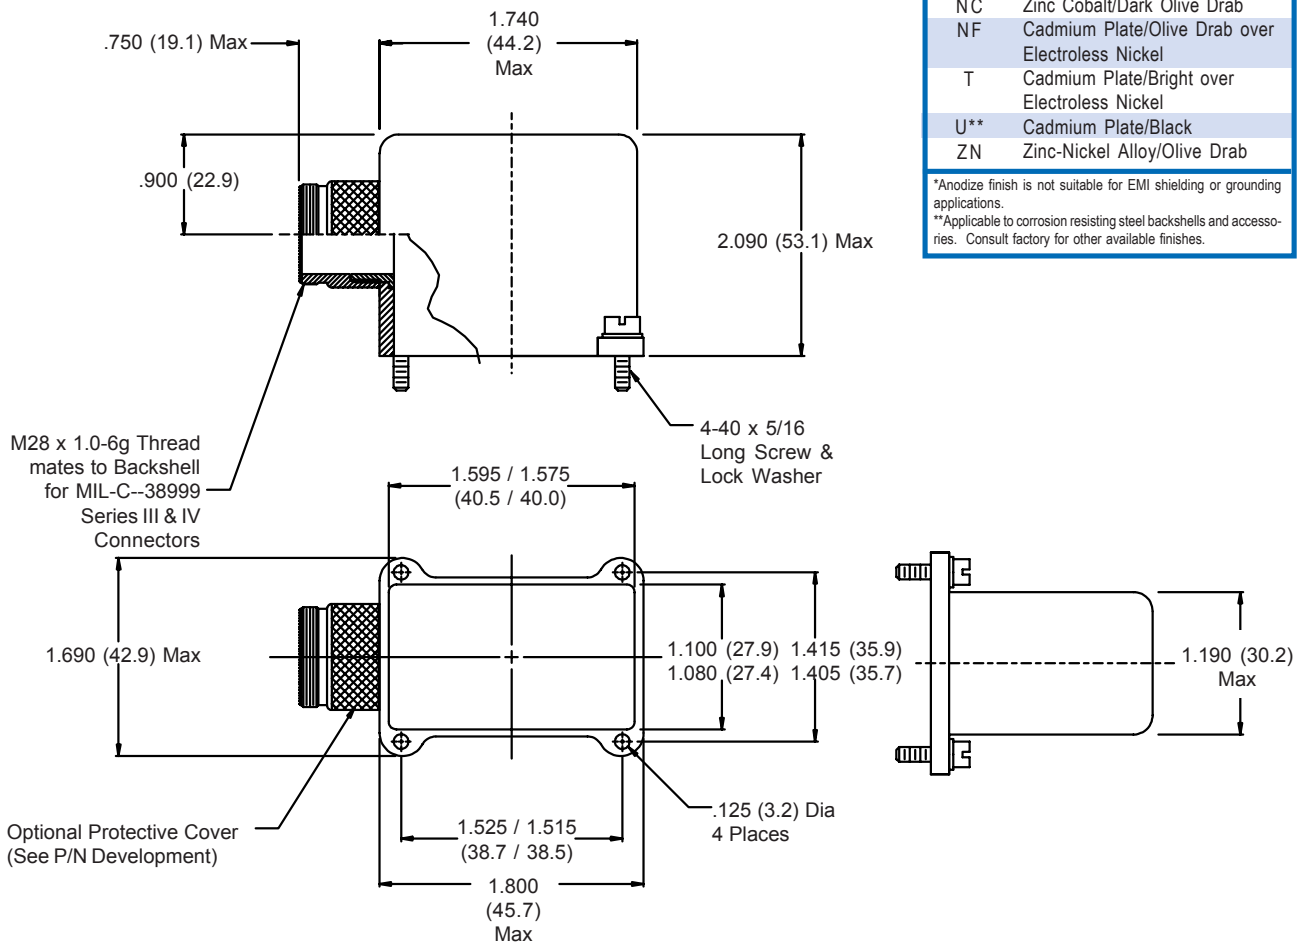 1.740
(44.2)
Max
.750 (19.1) Max
.900 (22.9)
2.090 (53.1) Max
M28 x 1.0-6g Thread
mates to Backshell
for MIL-C--38999
Series III & IV
Connectors
4-40 x 5/16
Long Screw &
Lock Washer
NC Zinc Cobalt/Dark Olive Drab
NF Cadmium Plate/Olive Drab over
Electroless Nickel
T Cadmium Plate/Bright over
Electroless Nickel
U** Cadmium Plate/Black
ZN Zinc-Nickel Alloy/Olive Drab
*Anodize finish is not suitable for EMI shielding or grounding
applications.
**Applicable to corrosion resisting steel backshells and accesso-
ries. Consult factory for other available finishes.
1.595 / 1.575
(40.5 / 40.0)
1.690 (42.9) Max
1.100 (27.9) 1.415 (35.9)
1.080 (27.4) 1.405 (35.7)
1.190 (30.2)
Max
Optional Protective Cover
(See P/N Development)
1.525 / 1.515
(38.7 / 38.5)
.125 (3.2) Dia
4 Places
1.800
(45.7)
Max